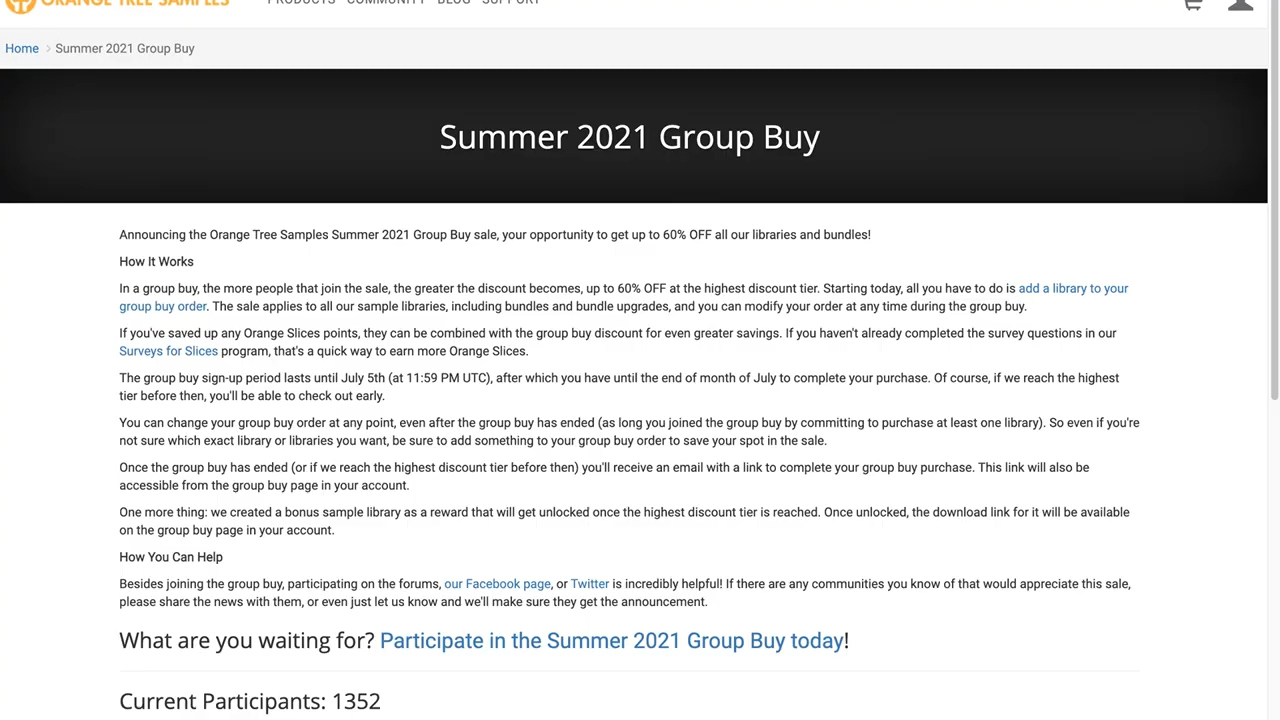 ORANGE TREE SAMPLES
PRODUCTS COMMUNITY BLOG SUPPORT
Home > Summer 2021 Group Buy
Summer 2021 Group Buy
Announcing the Orange Tree Samples Summer 2021 Group Buy sale, your opportunity to get up to 60% OFF all our libraries and bundles!
How It Works
In a group buy, the more people that join the sale, the greater the discount becomes, up to 60% OFF at the highest discount tier. Starting today, all you have to do is add a library to your
group buy order. The sale applies to all our sample libraries, including bundles and bundle upgrades, and you can modify your order at any time during the group buy.
If you've saved up any Orange Slices points, they can be combined with the group buy discount for even greater savings. If you haven't already completed the survey questions in our
Surveys for Slices program, that's a quick way to earn more Orange Slices.
The group buy sign-up period lasts until July 5th (at 11:59 PM UTC), after which you have until the end of month of July to complete your purchase. Of course, if we reach the highest
tier before then, you'll be able to check out early.
You can change your group buy order at any point, even after the group buy has ended (as long you joined the group buy by committing to purchase at least one library). So even if you're
not sure which exact library or libraries you want, be sure to add something to your group buy order to save your spot in the sale.
Once the group buy has ended (or if we reach the highest discount tier before then) you'll receive an email with a link to complete your group buy purchase. This link will also be
accessible from the group buy page in your account.
One more thing: we created a bonus sample library as a reward that will get unlocked once the highest discount tier is reached. Once unlocked, the download link for it will be available
on the group buy page in your account.
How You Can Help
Besides joining the group buy, participating on the forums, our Facebook page, or Twitter is incredibly helpful! If there are any communities you know of that would appreciate this sale,
please share the news with them, or even just let us know and we'll make sure they get the announcement.
What are you waiting for? Participate in the Summer 2021 Group Buy today!
Current Participants: 1352